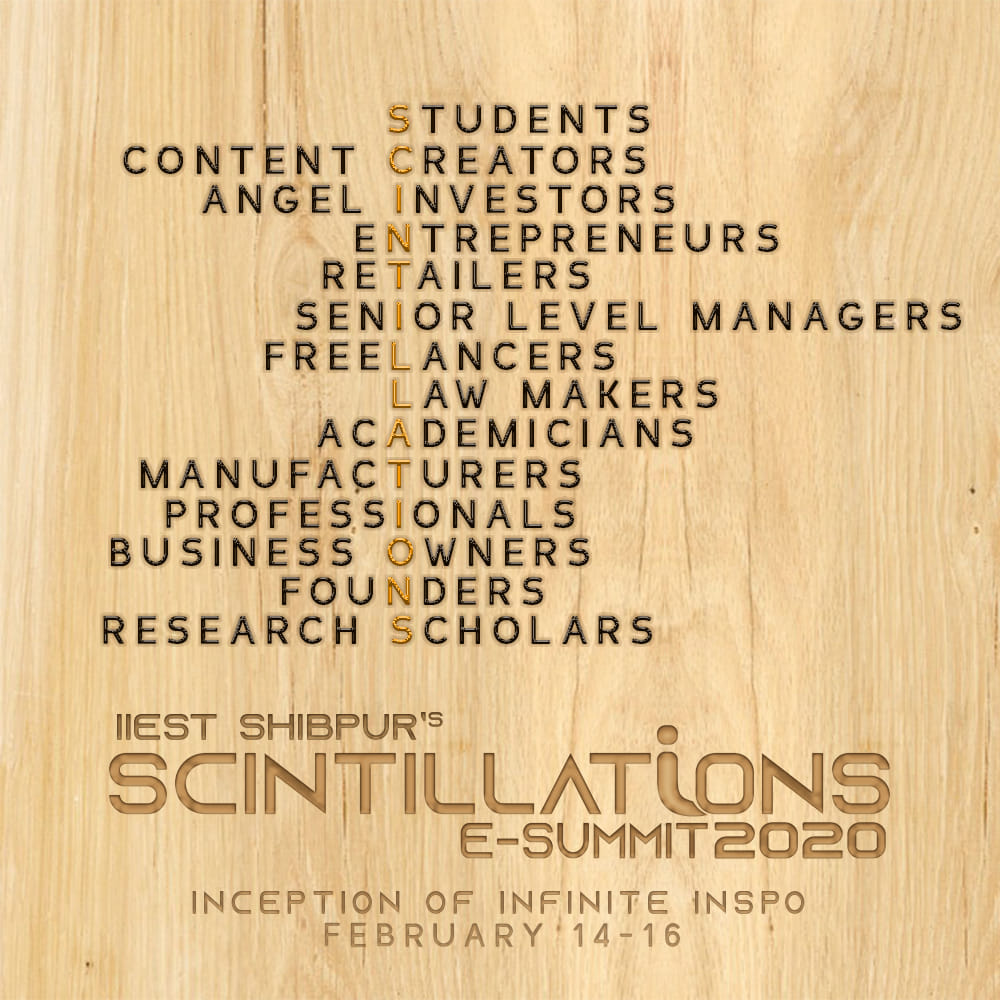 STUDENTS
CONTENT CREATORS
ANGEL INVESTORS
ENTREPRENEURS
RETAILERS
SENIOR LEVEL MANAGERS
FREELANCERS
LAW MAKERS
ACADEMICIANS
MANUFACTURERS
PROFESSIONALS
BUSINESS OWNERS
FOUNDERS
RESEARCH SCHOLARS
IIEST SHIBPUR's
SCINTILLATiONS
E-SUMMIT2020
INCEPTION OF INFINITE INSPO
FEBRUARY 14-16